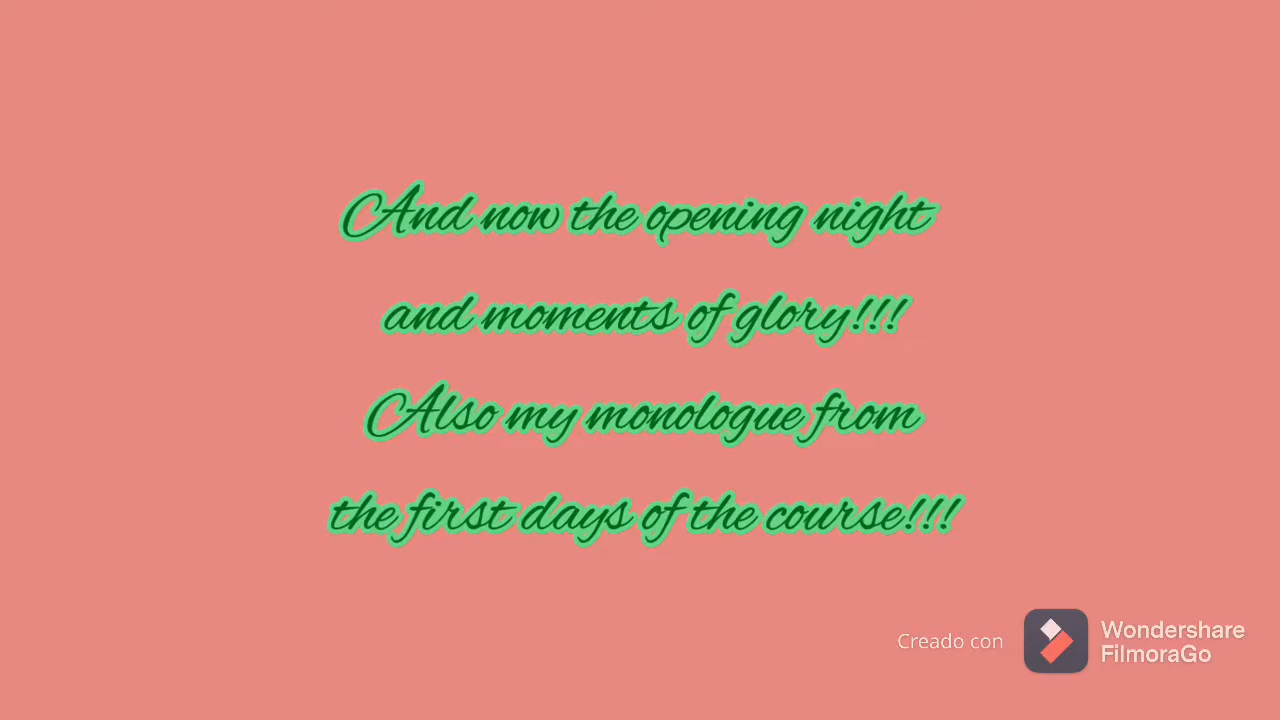 And now the opening night
and moments of glory!!!
Also my monologue from
the first days of the course!!!
Creado con
Wondershare
FilmoraGo